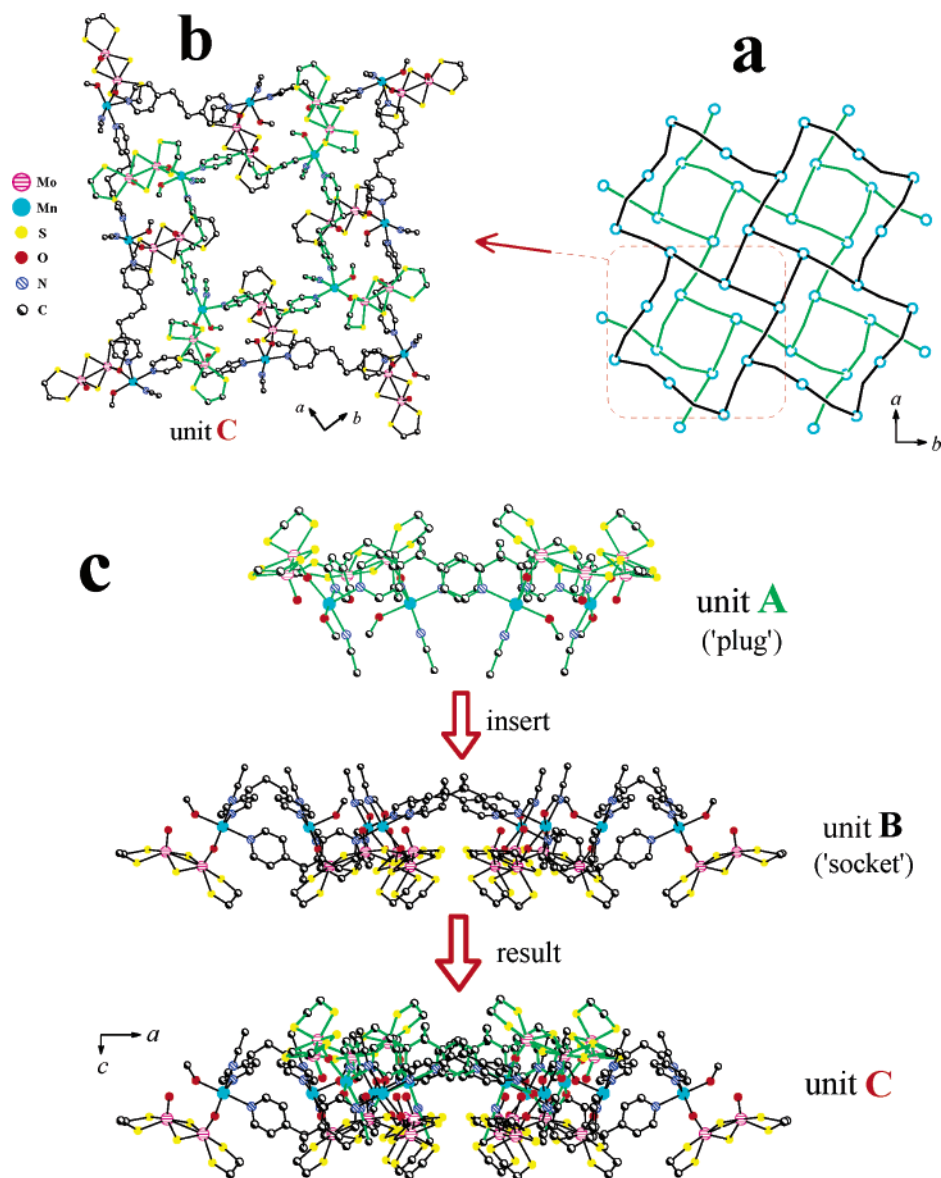 b
a
Mo
Mn
S
O
N
C
a
b
unit C
a
b
c
unit A
('plug')
insert
unit B
('socket')
result
a
c
unit C